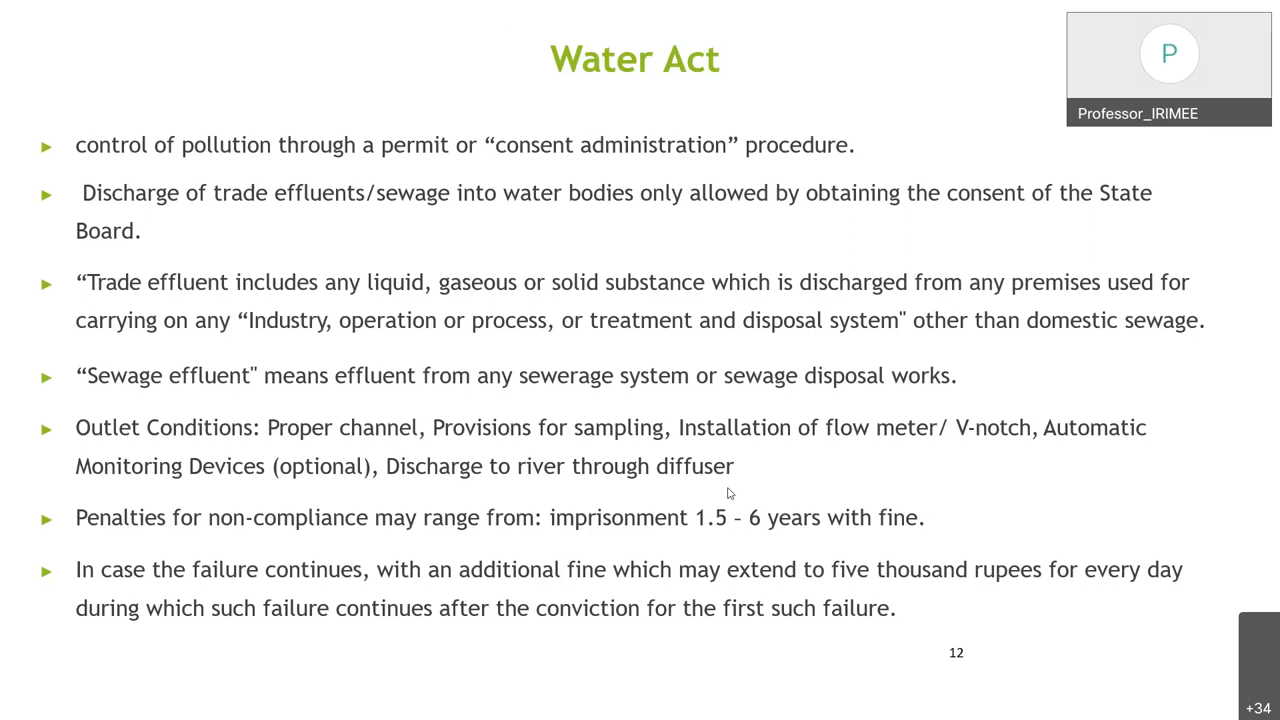 Water Act
P
Professor_IRIMEE
control of pollution through a permit or “consent administration” procedure.
Discharge of trade effluents/sewage into water bodies only allowed by obtaining the consent of the State
Board.
“Trade effluent includes any liquid, gaseous or solid substance which is discharged from any premises used for
carrying on any “Industry, operation or process, or treatment and disposal system" other than domestic sewage.
“Sewage effluent" means effluent from any sewerage system or sewage disposal works.
Outlet Conditions: Proper channel, Provisions for sampling, Installation of flow meter/ V-notch, Automatic
Monitoring Devices (optional), Discharge to river through diffuser
Penalties for non-compliance may range from: imprisonment 1.5 – 6 years with fine.
In case the failure continues, with an additional fine which may extend to five thousand rupees for every day
during which such failure continues after the conviction for the first such failure.
12
+34